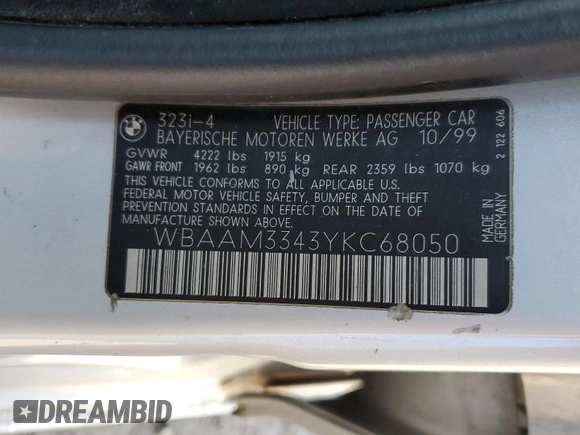 BMW
323i-4 VEHICLE TYPE: PASSENGER CAR
BAYERISCHE MOTOREN WERKE AG 10/99
GVWR 4222 lbs 1915 kg
GAWR FRONT 1962 lbs 890 kg REAR 2359 lbs 1070 kg
THIS VEHICLE CONFORMS TO ALL APPLICABLE U.S.
FEDERAL MOTOR VEHICLE SAFETY, BUMPER AND THEFT
PREVENTION STANDARDS IN EFFECT ON THE DATE OF
MANUFACTURE SHOWN ABOVE.
WBAAM3343YKC68050
MADE IN
GERMANY
2 122 606
DREAMBID